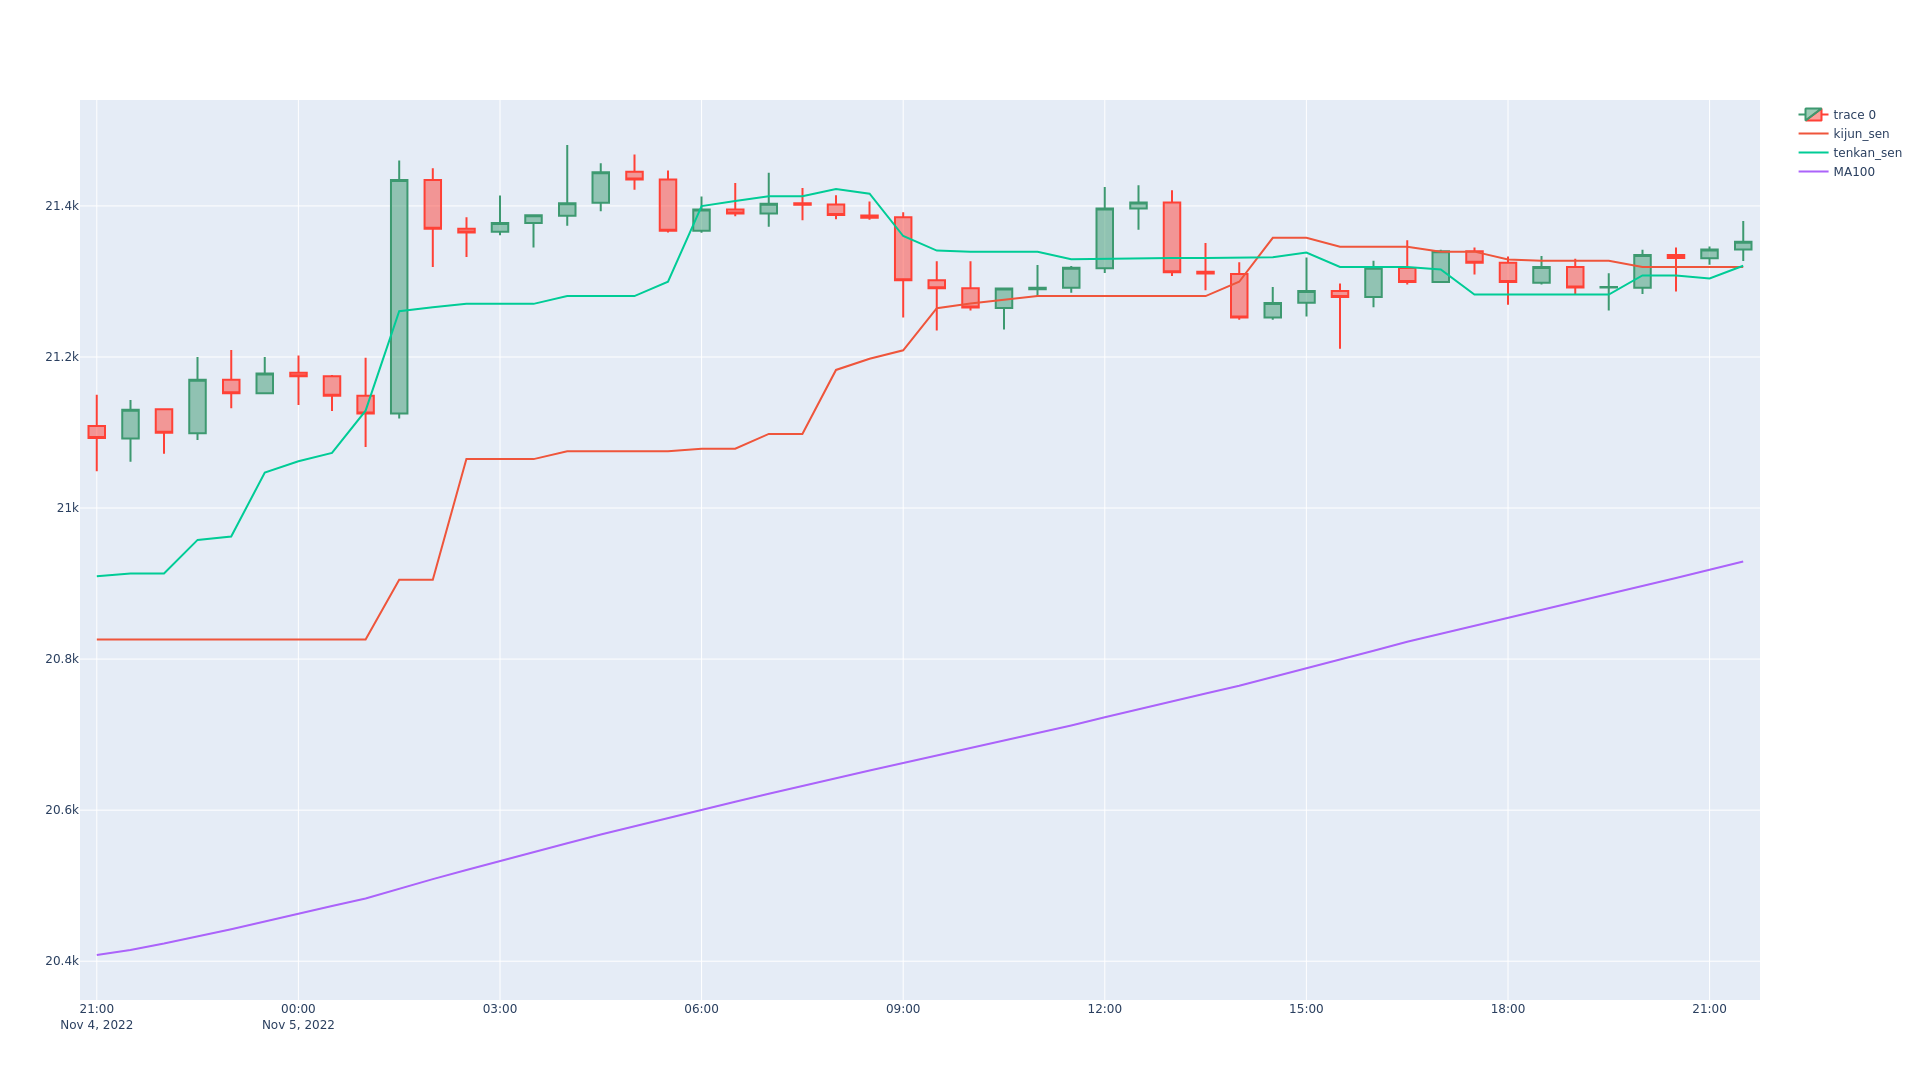 trace 0
kijun_sen
tenkan_sen
MA100
21.4k
21.2k
21k
20.8k
20.6k
20.4k
21:00 00:00 03:00 06:00 09:00 12:00 15:00 18:00 21:00
Nov 4, 2022 Nov 5, 2022